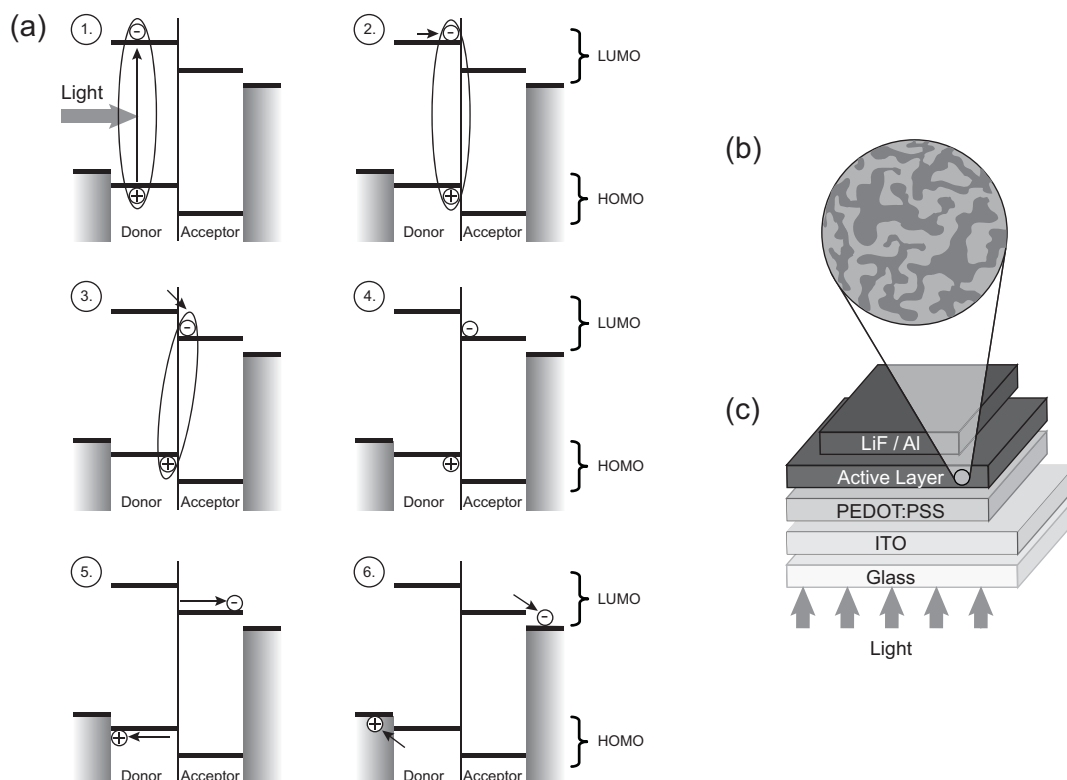 (a)
1.
Light
-
+
Donor
Acceptor
2.
-
+
Donor
Acceptor
LUMO
HOMO
3.
-
+
Donor
Acceptor
4.
-
+
Donor
Acceptor
LUMO
HOMO
5.
-
+
Donor
Acceptor
6.
-
+
Donor
Acceptor
LUMO
HOMO
(b)
(c)
LiF / Al
Active Layer
PEDOT:PSS
ITO
Glass
Light